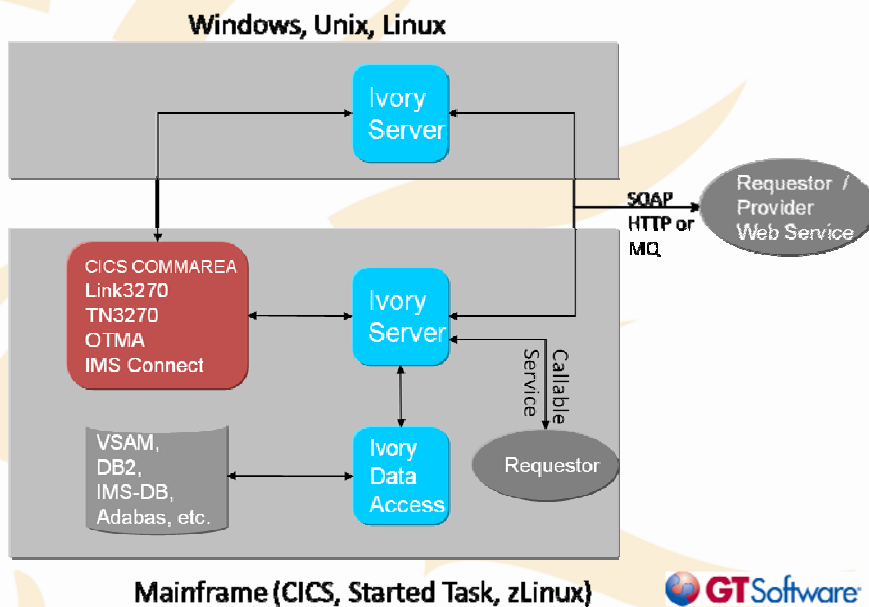 Windows, Unix, Linux
Ivory
Server
SOAP
HTTP or
MQ
Requestor /
Provider
Web Service
CICS COMMAREA
Link3270
TN3270
OTMA
IMS Connect
Ivory
Server
Callable
Service
VSAM,
DB2,
IMS-DB,
Adabas, etc.
Ivory
Data
Access
Requestor
Mainframe (CICS, Started Task, zLinux)
GT Software